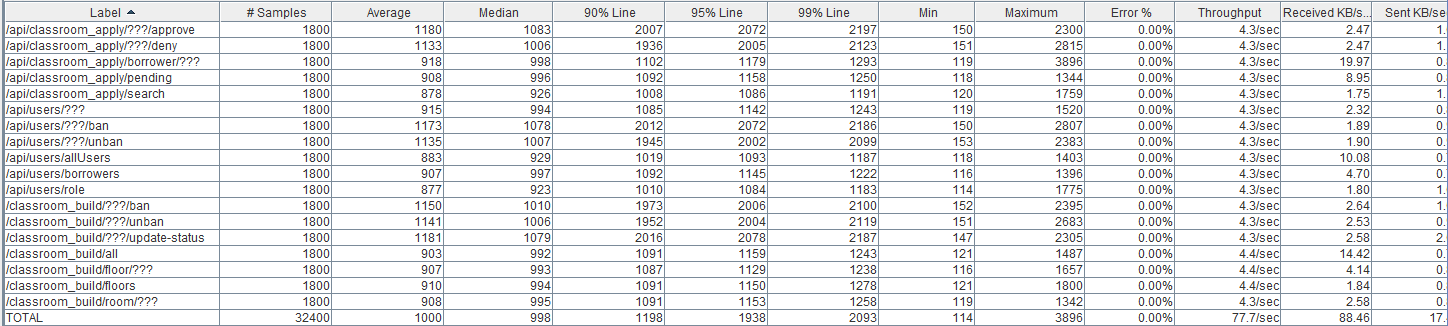 Label # Samples Average Median 90% Line 95% Line 99% Line Min Maximum Error % Throughput Received KB/s... Sent KB/se
/api/classroom_apply/???/approve 1800 1180 1083 2007 2072 2197 150 2300 0.00% 4.3/sec 2.47 1.
/api/classroom_apply/???/deny 1800 1133 1006 1936 2005 2123 151 2815 0.00% 4.3/sec 2.47 1.
/api/classroom_apply/borrower/??? 1800 918 998 1102 1179 1293 119 3896 0.00% 4.3/sec 19.97 0.
/api/classroom_apply/pending 1800 908 996 1092 1158 1250 118 1344 0.00% 4.3/sec 8.95 0.
/api/classroom_apply/search 1800 878 926 1008 1086 1191 120 1759 0.00% 4.3/sec 1.75 1.
/api/users/??? 1800 915 994 1085 1142 1243 119 1520 0.00% 4.3/sec 2.32 0.
/api/users/???/ban 1800 1173 1078 2012 2072 2186 150 2807 0.00% 4.3/sec 1.89 0.
/api/users/???/unban 1800 1135 1007 1945 2002 2099 153 2383 0.00% 4.3/sec 1.90 0.
/api/users/allUsers 1800 883 929 1019 1093 1187 118 1403 0.00% 4.3/sec 10.08 0.
/api/users/borrowers 1800 907 997 1092 1145 1222 116 1396 0.00% 4.3/sec 4.70 0.
/api/users/role 1800 877 923 1010 1084 1183 114 1775 0.00% 4.3/sec 1.80 1.
/classroom_build/???/ban 1800 1150 1010 1973 2006 2100 152 2395 0.00% 4.3/sec 2.64 1.
/classroom_build/???/unban 1800 1141 1006 1952 2004 2119 151 2683 0.00% 4.3/sec 2.53 0.
/classroom_build/???/update-status 1800 1181 1079 2016 2078 2187 147 2305 0.00% 4.3/sec 2.58 2.
/classroom_build/all 1800 903 992 1091 1159 1243 121 1487 0.00% 4.4/sec 14.42 0.
/classroom_build/floor/??? 1800 907 993 1087 1129 1238 116 1657 0.00% 4.4/sec 4.14 0.
/classroom_build/floors 1800 910 994 1091 1150 1278 121 1800 0.00% 4.4/sec 1.84 0.
/classroom_build/room/??? 1800 908 995 1091 1153 1258 119 1342 0.00% 4.3/sec 2.58 0.
TOTAL 32400 1000 998 1198 1938 2093 114 3896 0.00% 77.7/sec 88.46 17.